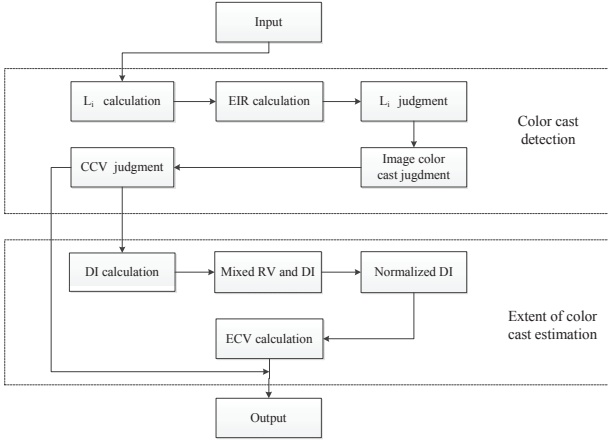 Input
Lᵢ calculation
EIR calculation
Lᵢ judgment
Color cast
detection
CCV judgment
Image color
cast jugdment
DI calculation
Mixed RV and DI
Normalized DI
Extent of color
cast estimation
ECV calculation
Output